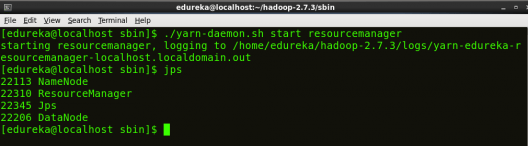 edureka@localhost:~/hadoop-2.7.3/sbin
File Edit View Search Terminal Help
[edureka@localhost sbin]$ ./yarn-daemon.sh start resourcemanager
starting resourcemanager, logging to /home/edureka/hadoop-2.7.3/logs/yarn-edureka-r
esourcemanager-localhost.localdomain.out
[edureka@localhost sbin]$ jps
22113 NameNode
22310 ResourceManager
22345 Jps
22206 DataNode
[edureka@localhost sbin]$